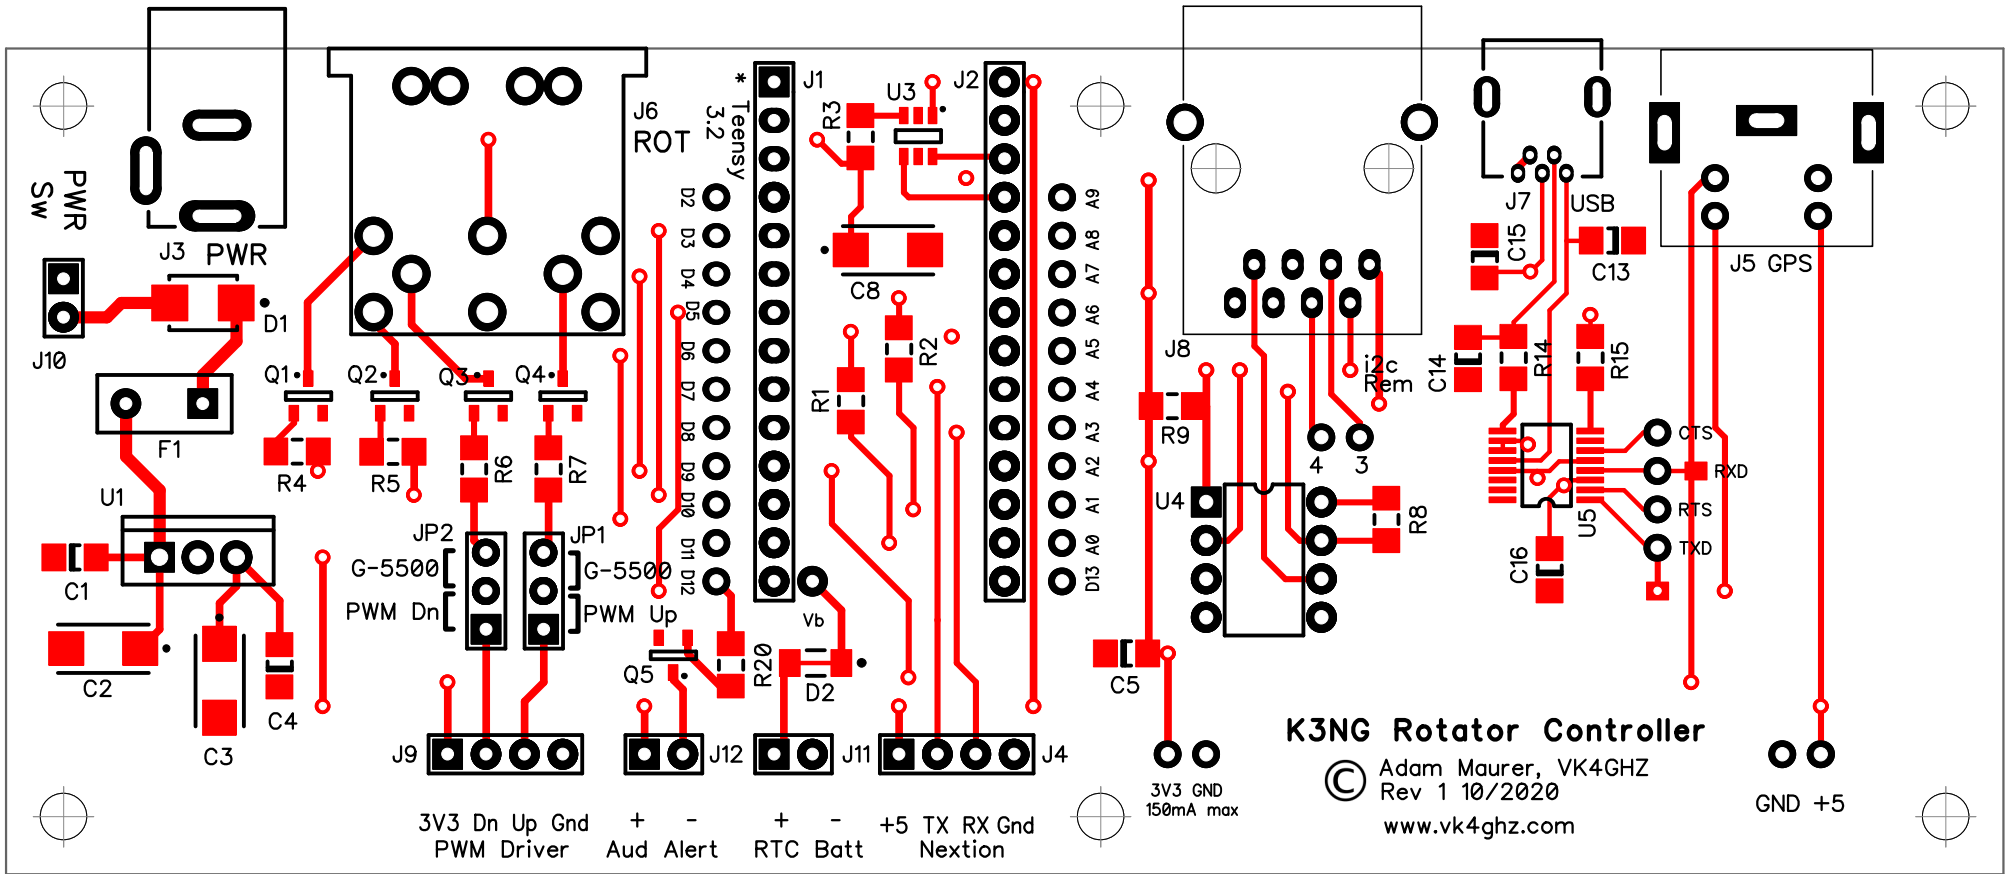 PWR
Sw
J3
PWR
J10
D1
F1
U1
C1
C2
C3
C4
J6
ROT
Q1
Q2
Q3
Q4
R4
R5
R6
R7
JP2
JP1
G-5500
G-5500
PWM Dn
PWM Up
J9
3V3 Dn Up Gnd
PWM Driver
* Teensy
3.2
J1
D2
D3
D4
D5
D6
D7
D8
D9
D10
D11
D12
Vb
Q5
R20
D2
J12
+ -
Aud Alert
J11
+ -
RTC Batt
R3
U3
J2
C8
R2
R1
A9
A8
A7
A6
A5
A4
A3
A2
A1
A0
D13
J4
+5 TX RX Gnd
Nextion
J8
i2c
Rem
R9
4 3
U4
R8
C5
3V3 GND
150mA max
J7
USB
C15
C13
C14
R14
R15
U5
C16
J5 GPS
CTS
RXD
RTS
TXD
K3NG Rotator Controller
© Adam Maurer, VK4GHZ
Rev 1 10/2020
www.vk4ghz.com
GND +5